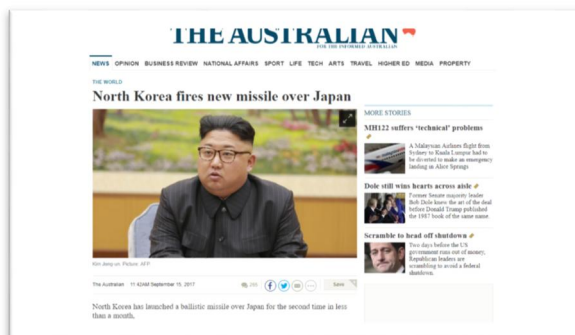 THE AUSTRALIAN
FOR THE INFORMED AUSTRALIAN
NEWS OPINION BUSINESS REVIEW NATIONAL AFFAIRS SPORT LIFE TECH ARTS TRAVEL HIGHER ED MEDIA PROPERTY
THE WORLD
North Korea fires new missile over Japan
Kim Jong-un. Picture: AFP
The Australian 11:42AM September 15, 2017
Save
North Korea has launched a ballistic missile over Japan for the second time in less
than a month,
MORE STORIES
MH122 suffers ‘technical’ problems
A Malaysian Airlines flight from
Sydney to Kuala Lumpur had to
be diverted to make an emergency
landing in Alice Springs
Dole still wins hearts across aisle
Former Senate majority leader
Bob Dole knew the art of the deal
before Donald Trump published
the 1987 book of the same name.
Scramble to head off shutdown
Two days before the US
government runs out of money,
Republican leaders are
scrambling to avoid a federal
shutdown.